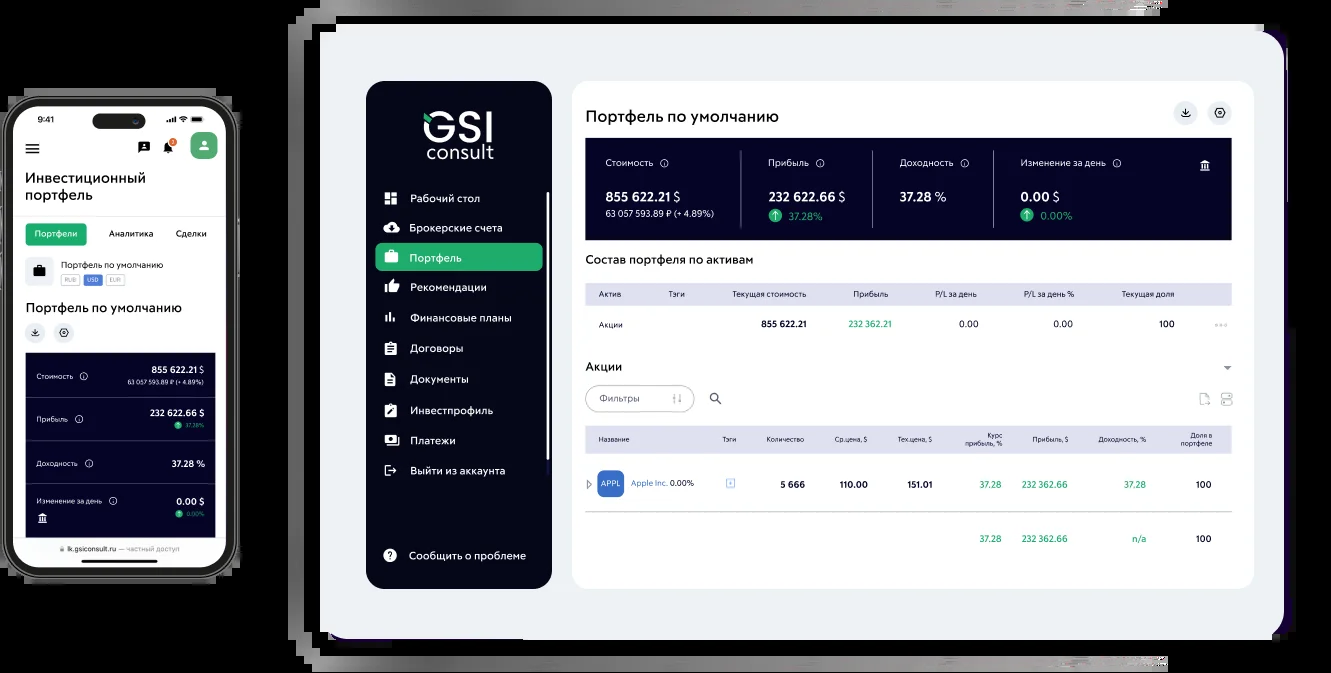 9:41
2
Инвестиционный
портфель
Портфели Аналитика Сделки
Портфель по умолчанию
RUB USD EUR
Портфель по умолчанию
Стоимость 855 622.21 $
63 057 593.89 ₽ (+ 4.89%)
Прибыль 232 622.66 $
37.28%
Доходность 37.28 %
Изменение за день 0.00 $
0.00%
lk.gsiconsult.ru — частный доступ
GSI
consult
Рабочий стол
Брокерские счета
Портфель
Рекомендации
Финансовые планы
Договоры
Документы
Инвестпрофиль
Платежи
Выйти из аккаунта
Сообщить о проблеме
Портфель по умолчанию
Стоимость Прибыль Доходность Изменение за день
855 622.21 $ 232 622.66 $ 37.28 % 0.00 $
63 057 593.89 ₽ (+ 4.89%) 37.28% 0.00%
Состав портфеля по активам
Актив Тэги Текущая стоимость Прибыль P/L за день P/L за день % Текущая доля
Акции 855 622.21 232 362.21 0.00 0.00 100
Акции
Фильтры
Название Тэги Количество Ср.цена, $ Тек.цена, $ Курс прибыль, % Прибыль, $ Доходность, % Доля в портфеле
APPL Apple Inc. 0.00% 5 666 110.00 151.01 37.28 232 362.66 37.28 100
37.28 232 362.66 n/a 100